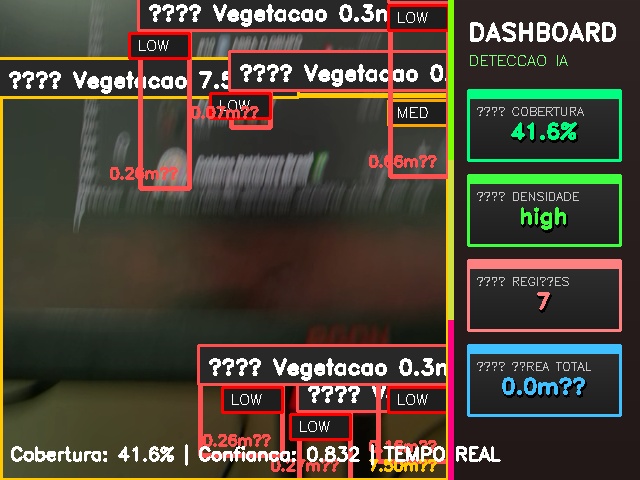 ???? Vegetacao 0.3m
LOW
LOW
???? Vegetacao 7.5
???? Vegetacao 0.
LOW
0.07m??
MED
0.26m??
0.66m??
???? Vegetacao 0.3m
???? V
LOW
LOW
LOW
0.26m??
0.16m??
0.27m??
7.50m??
Cobertura: 41.6% | Confianca: 0.832 | TEMPO REAL
DASHBOARD
DETECCAO IA
???? COBERTURA
41.6%
???? DENSIDADE
high
???? REGI??ES
7
???? ??REA TOTAL
0.0m??